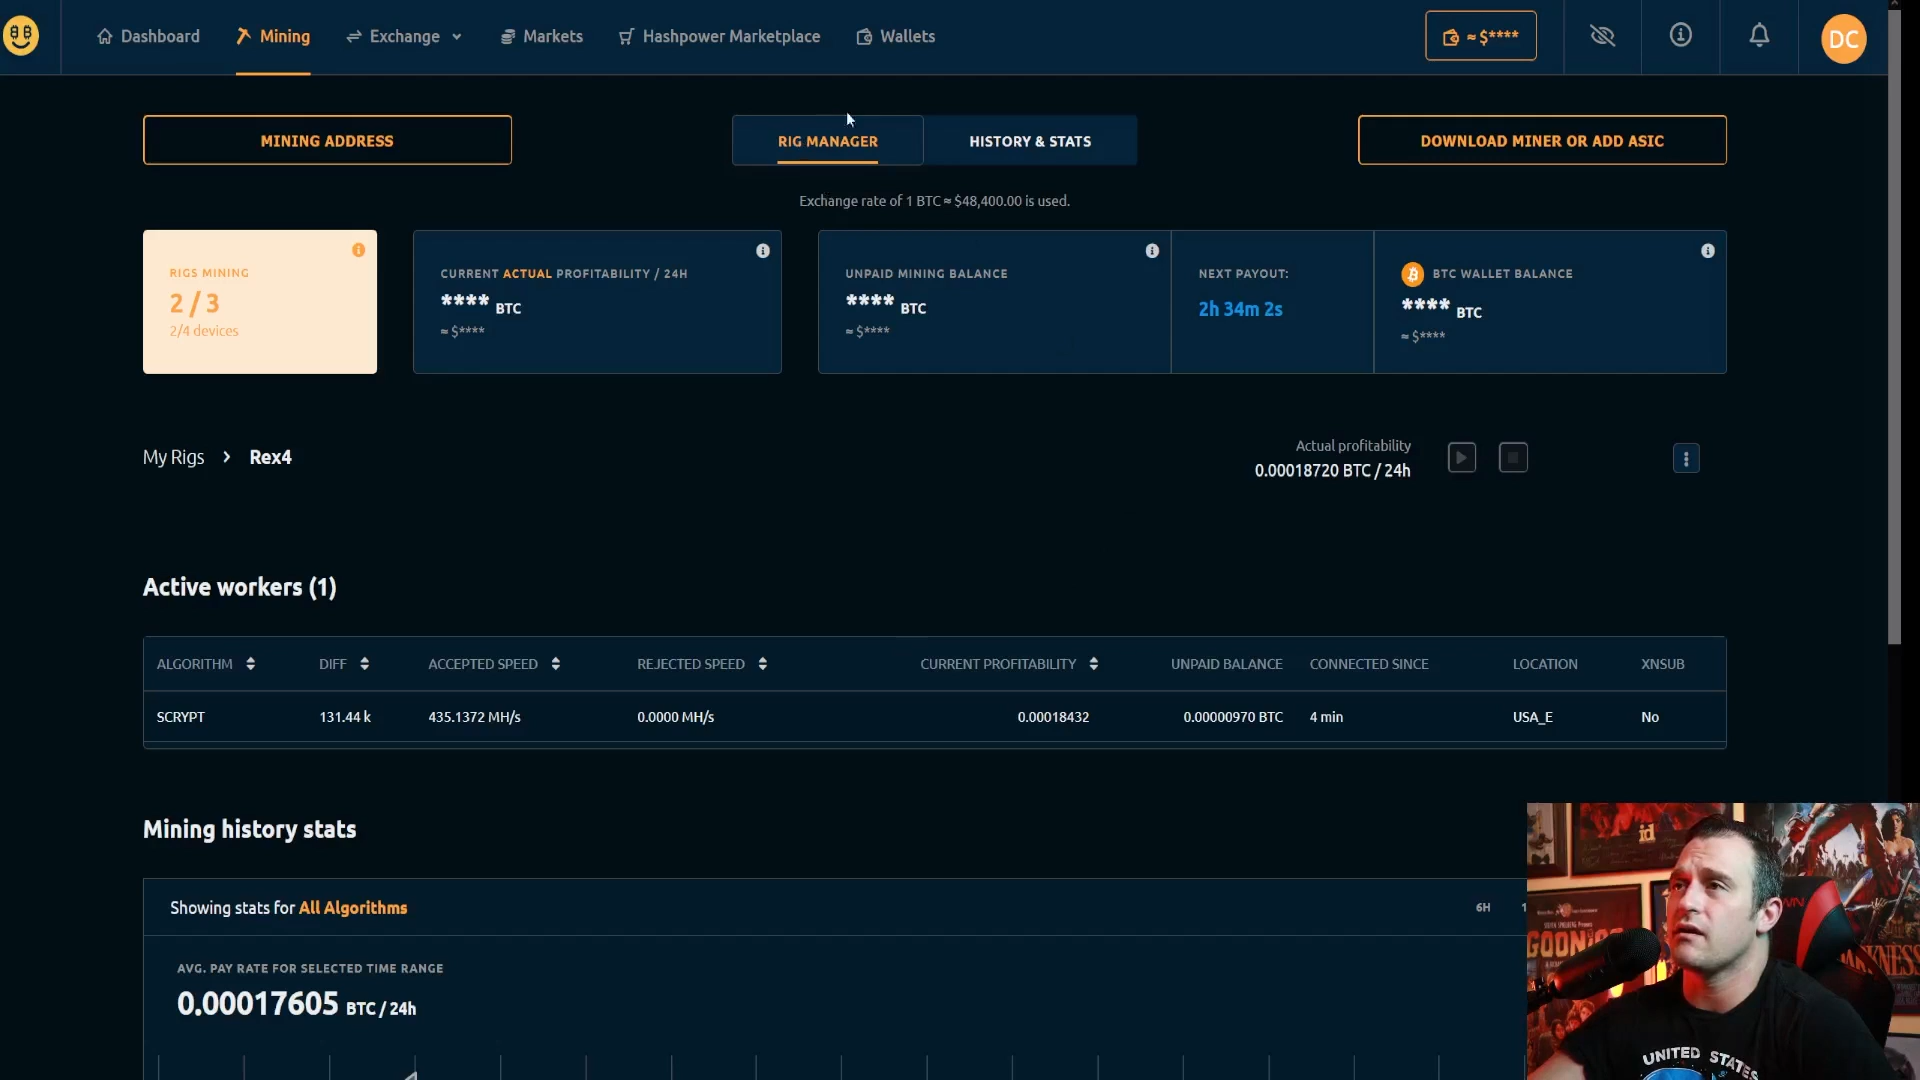 Dashboard
Mining
Exchange
Markets
Hashpower Marketplace
Wallets
≈ $****
DC
MINING ADDRESS
RIG MANAGER
HISTORY & STATS
DOWNLOAD MINER OR ADD ASIC
Exchange rate of 1 BTC ≈ $48,400.00 is used.
RIGS MINING
2 / 3
2/4 devices
CURRENT ACTUAL PROFITABILITY / 24H
**** BTC
≈ $****
UNPAID MINING BALANCE
**** BTC
≈ $****
NEXT PAYOUT:
2h 34m 2s
BTC WALLET BALANCE
**** BTC
≈ $****
My Rigs > Rex4
Actual profitability
0.00018720 BTC / 24h
Active workers (1)
ALGORITHM DIFF ACCEPTED SPEED REJECTED SPEED CURRENT PROFITABILITY UNPAID BALANCE CONNECTED SINCE LOCATION XNSUB
SCRYPT 131.44 k 435.1372 MH/s 0.0000 MH/s 0.00018432 0.00000970 BTC 4 min USA_E No
Mining history stats
Showing stats for All Algorithms
6H
AVG. PAY RATE FOR SELECTED TIME RANGE
0.00017605 BTC / 24h
id
GOONIES
UNITED STATES